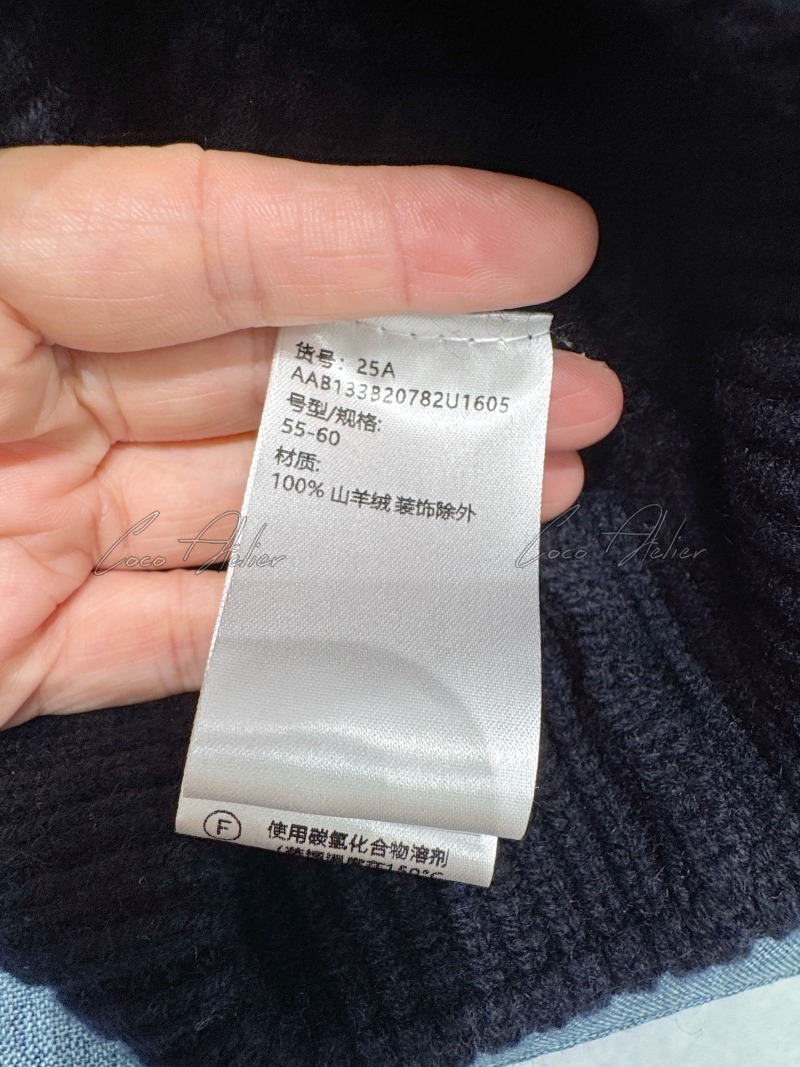 货号: 25A
AAB133B20782U1605
号型/规格:
55-60
材质:
100% 山羊绒 装饰除外
Coco Atelier
Coco Atelier
F
使用碳氢化合物溶剂